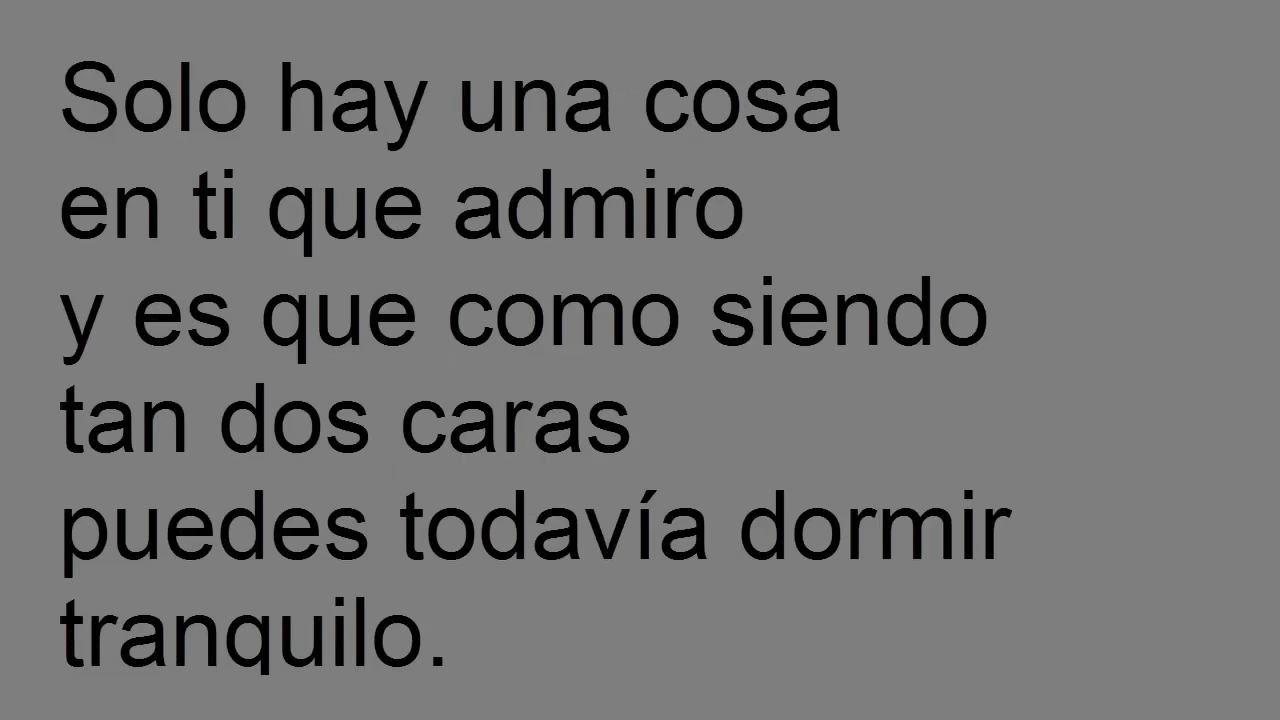 Solo hay una cosa
en ti que admiro
y es que como siendo
tan dos caras
puedes todavía dormir
tranquilo.